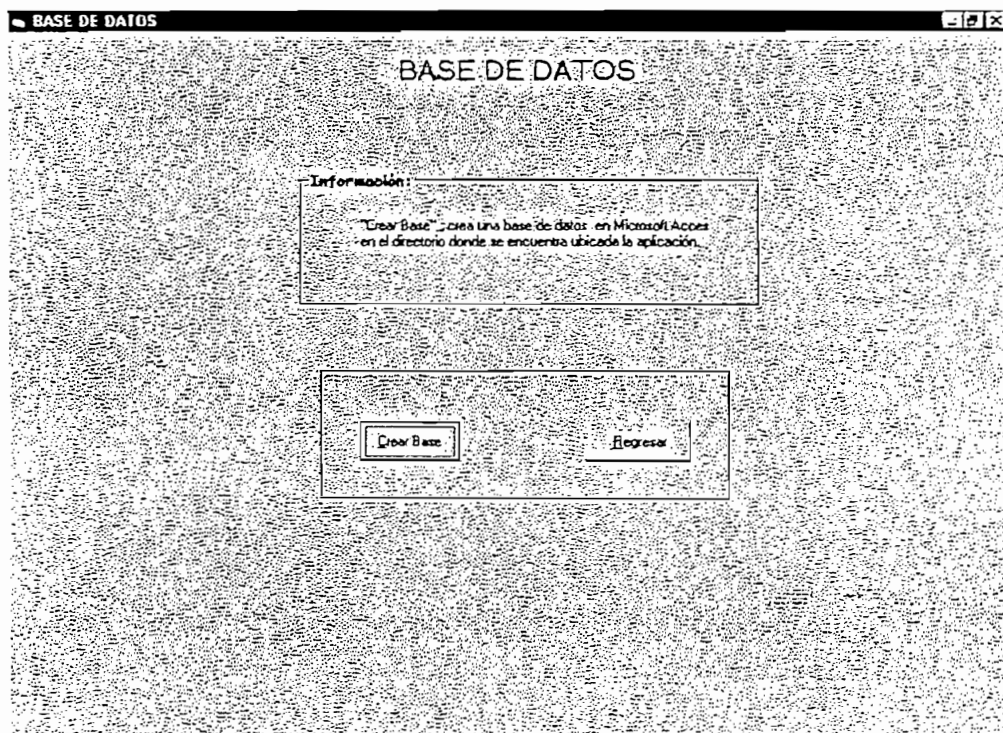 BASE DE DATOS
BASE DE DATOS
Información:
"Crear Base" : crea una base de datos en Microsoft Acces
en el directorio donde se encuentra ubicada la aplicación.
Crear Base
Regresar